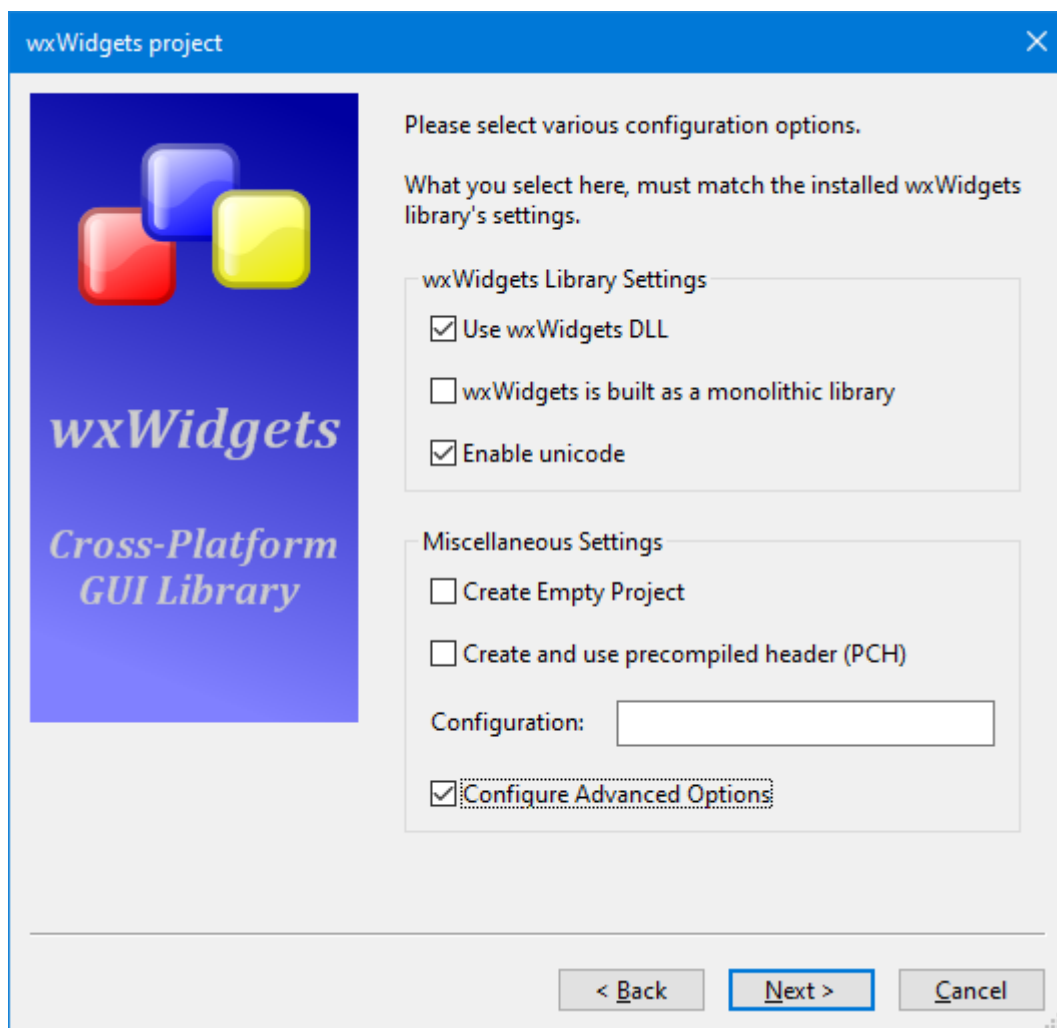 wxWidgets project
wxWidgets
Cross-Platform
GUI Library
Please select various configuration options.
What you select here, must match the installed wxWidgets
library's settings.
wxWidgets Library Settings
Use wxWidgets DLL
wxWidgets is built as a monolithic library
Enable unicode
Miscellaneous Settings
Create Empty Project
Create and use precompiled header (PCH)
Configuration:
Configure Advanced Options
< Back
Next >
Cancel